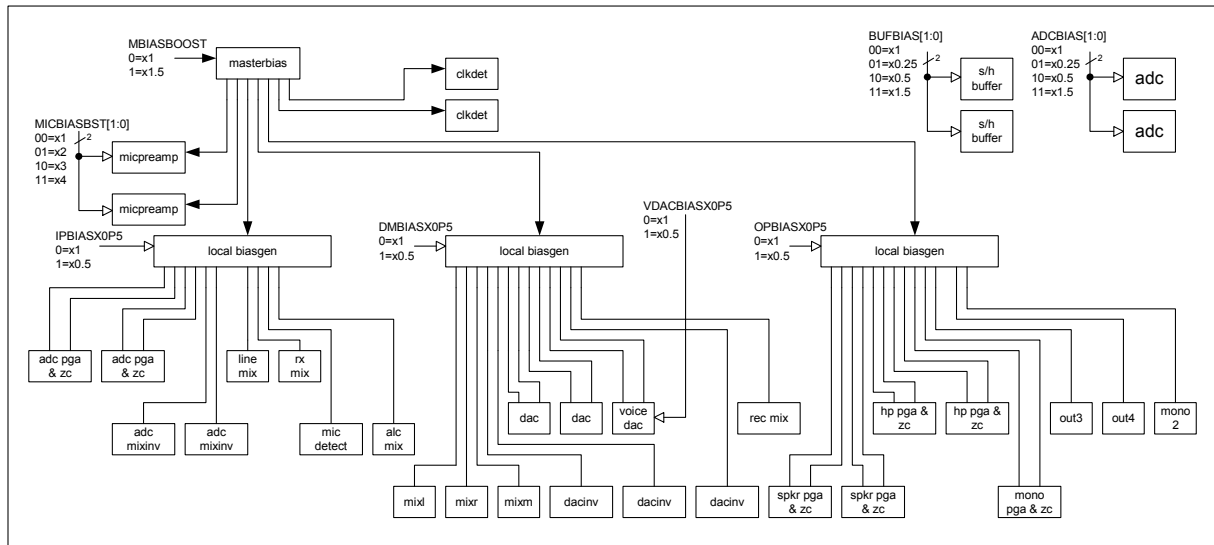 MBIASBOOST
0=x1
1=x1.5
masterbias
clkdet
clkdet
BUFBIAS[1:0]
00=x1
01=x0.25
10=x0.5
11=x1.5
2
s/h
buffer
s/h
buffer
ADCBIAS[1:0]
00=x1
01=x0.25
10=x0.5
11=x1.5
2
adc
adc
MICBIASBST[1:0]
00=x1
01=x2
10=x3
11=x4
2
micpreamp
micpreamp
IPBIASX0P5
0=x1
1=x0.5
local biasgen
DMBIASX0P5
0=x1
1=x0.5
local biasgen
VDACBIASX0P5
0=x1
1=x0.5
OPBIASX0P5
0=x1
1=x0.5
local biasgen
adc pga
& zc
adc pga
& zc
line
mix
rx
mix
adc
mixinv
adc
mixinv
mic
detect
alc
mix
dac
dac
voice
dac
rec mix
mixl
mixr
mixm
dacinv
dacinv
dacinv
hp pga &
zc
hp pga &
zc
out3
out4
mono
2
spkr pga
& zc
spkr pga
& zc
mono
pga & zc